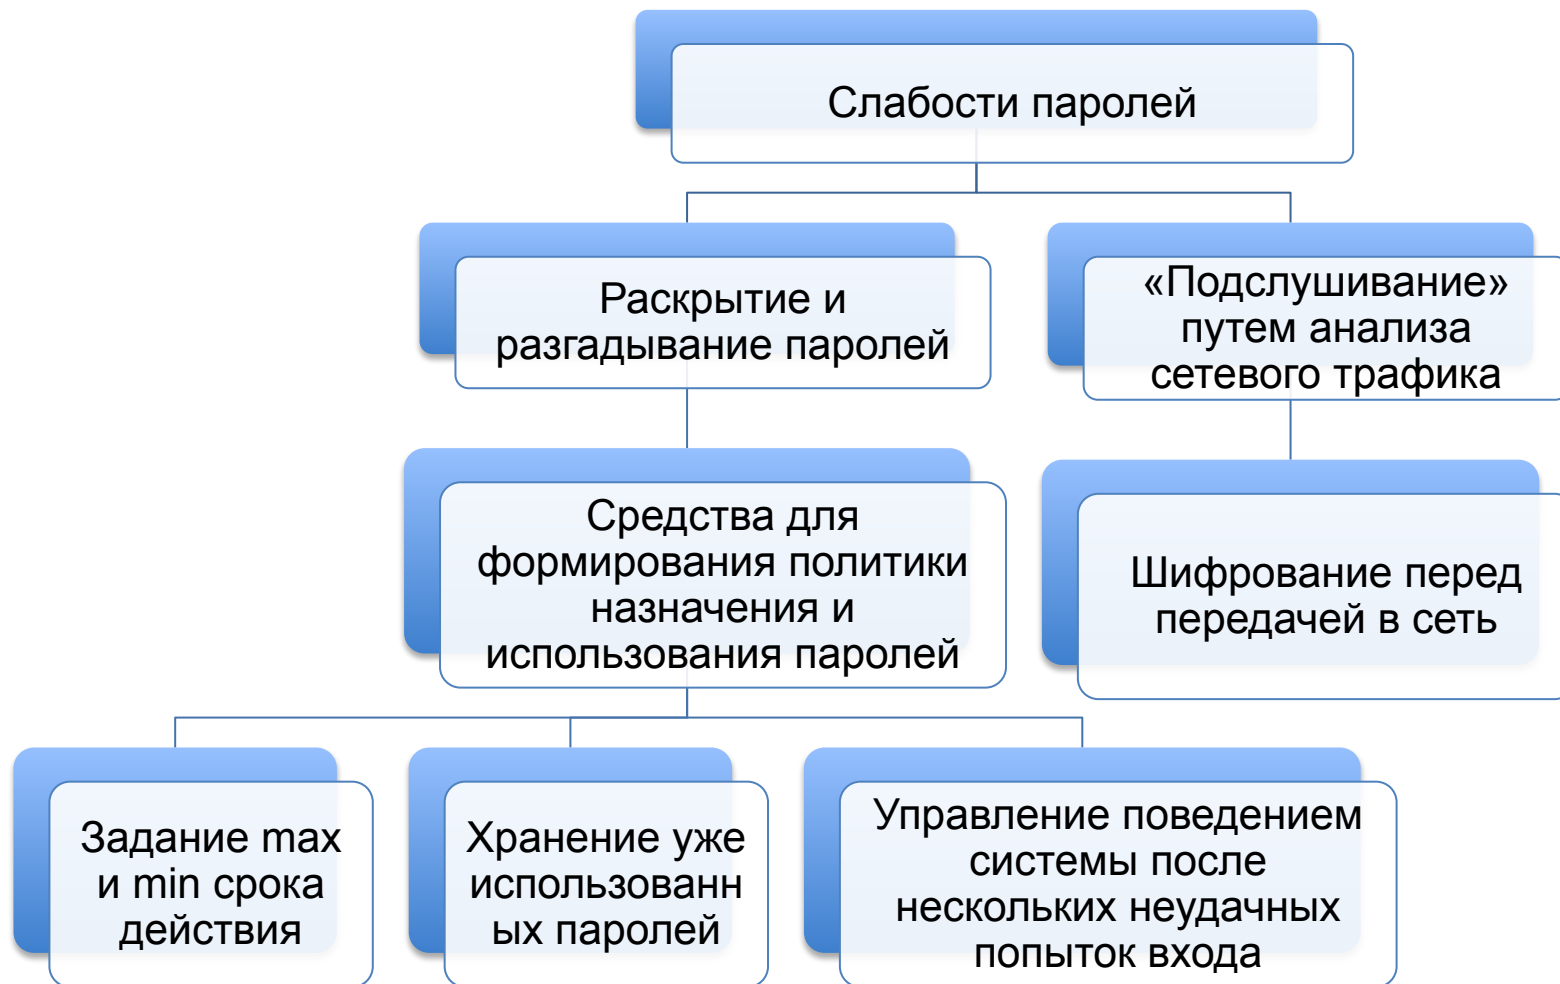 Слабости паролей
Раскрытие и
разгадывание паролей
«Подслушивание»
путем анализа
сетевого трафика
Средства для
формирования политики
назначения и
использования паролей
Шифрование перед
передачей в сеть
Задание max
и min срока
действия
Хранение уже
использованн
ых паролей
Управление поведением
системы после
нескольких неудачных
попыток входа